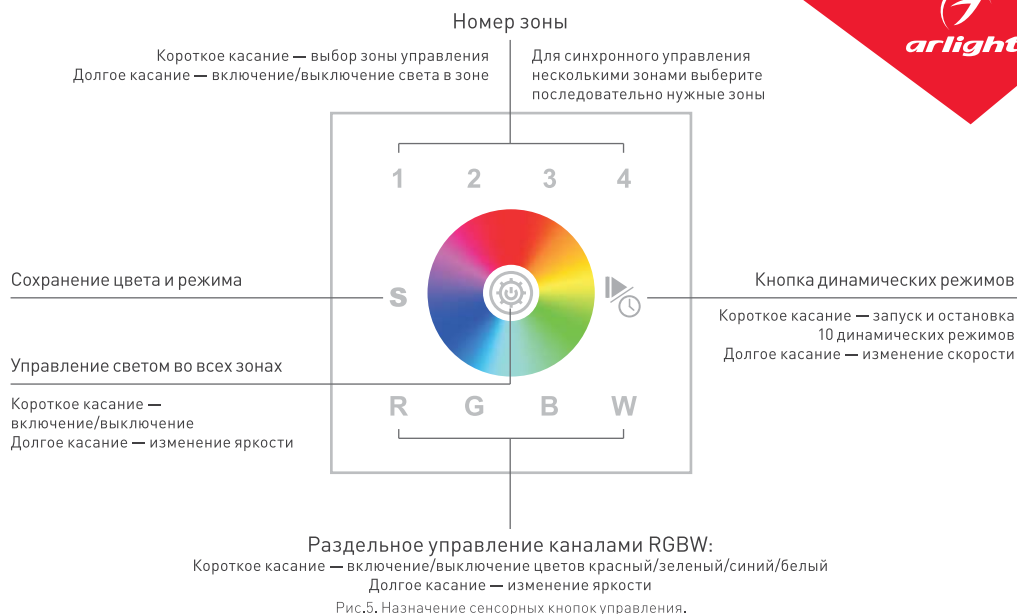 Номер зоны
arlight
Короткое касание — выбор зоны управления
Долгое касание — включение/выключение света в зоне
Для синхронного управления
несколькими зонами выберите
последовательно нужные зоны
1 2 3 4
Сохранение цвета и режима
S
Кнопка динамических режимов
Короткое касание — запуск и остановка
10 динамических режимов
Долгое касание — изменение скорости
Управление светом во всех зонах
Короткое касание —
включение/выключение
Долгое касание — изменение яркости
R G B W
Раздельное управление каналами RGBW:
Короткое касание — включение/выключение цветов красный/зеленый/синий/белый
Долгое касание — изменение яркости
Рис.5. Назначение сенсорных кнопок управления.